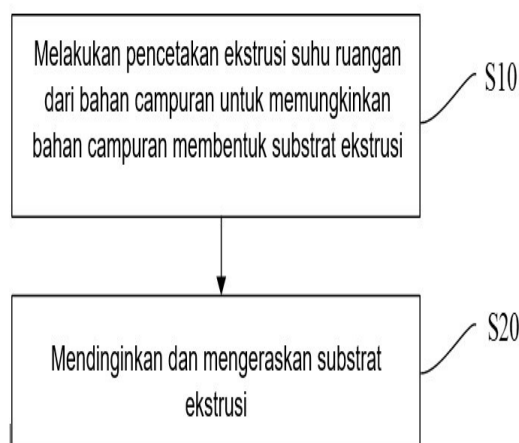 Melakukan pencetakan ekstrusi suhu ruangan
dari bahan campuran untuk memungkinkan
bahan campuran membentuk substrat ekstrusi
S10
Mendinginkan dan mengeraskan substrat
ekstrusi
S20